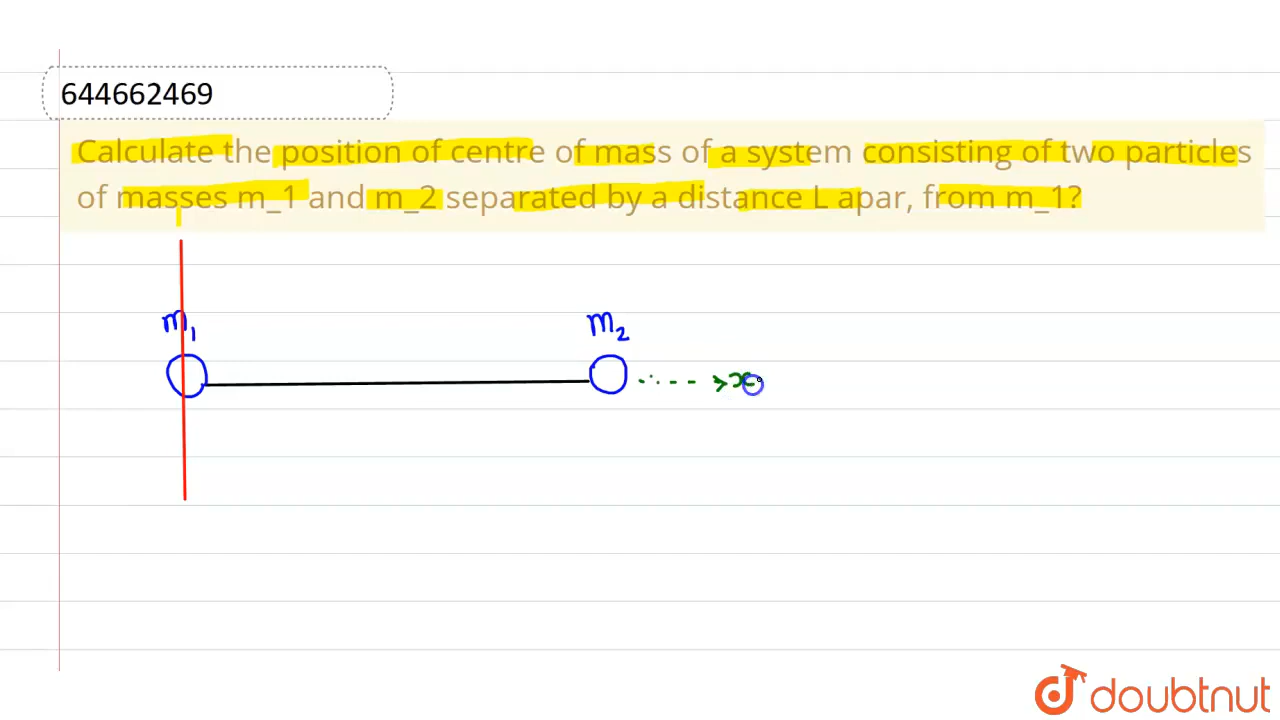 644662469
Calculate the position of centre of mass of a system consisting of two particles
of masses m_1 and m_2 separated by a distance L apar, from m_1?
m1 m2
x
doubtnut